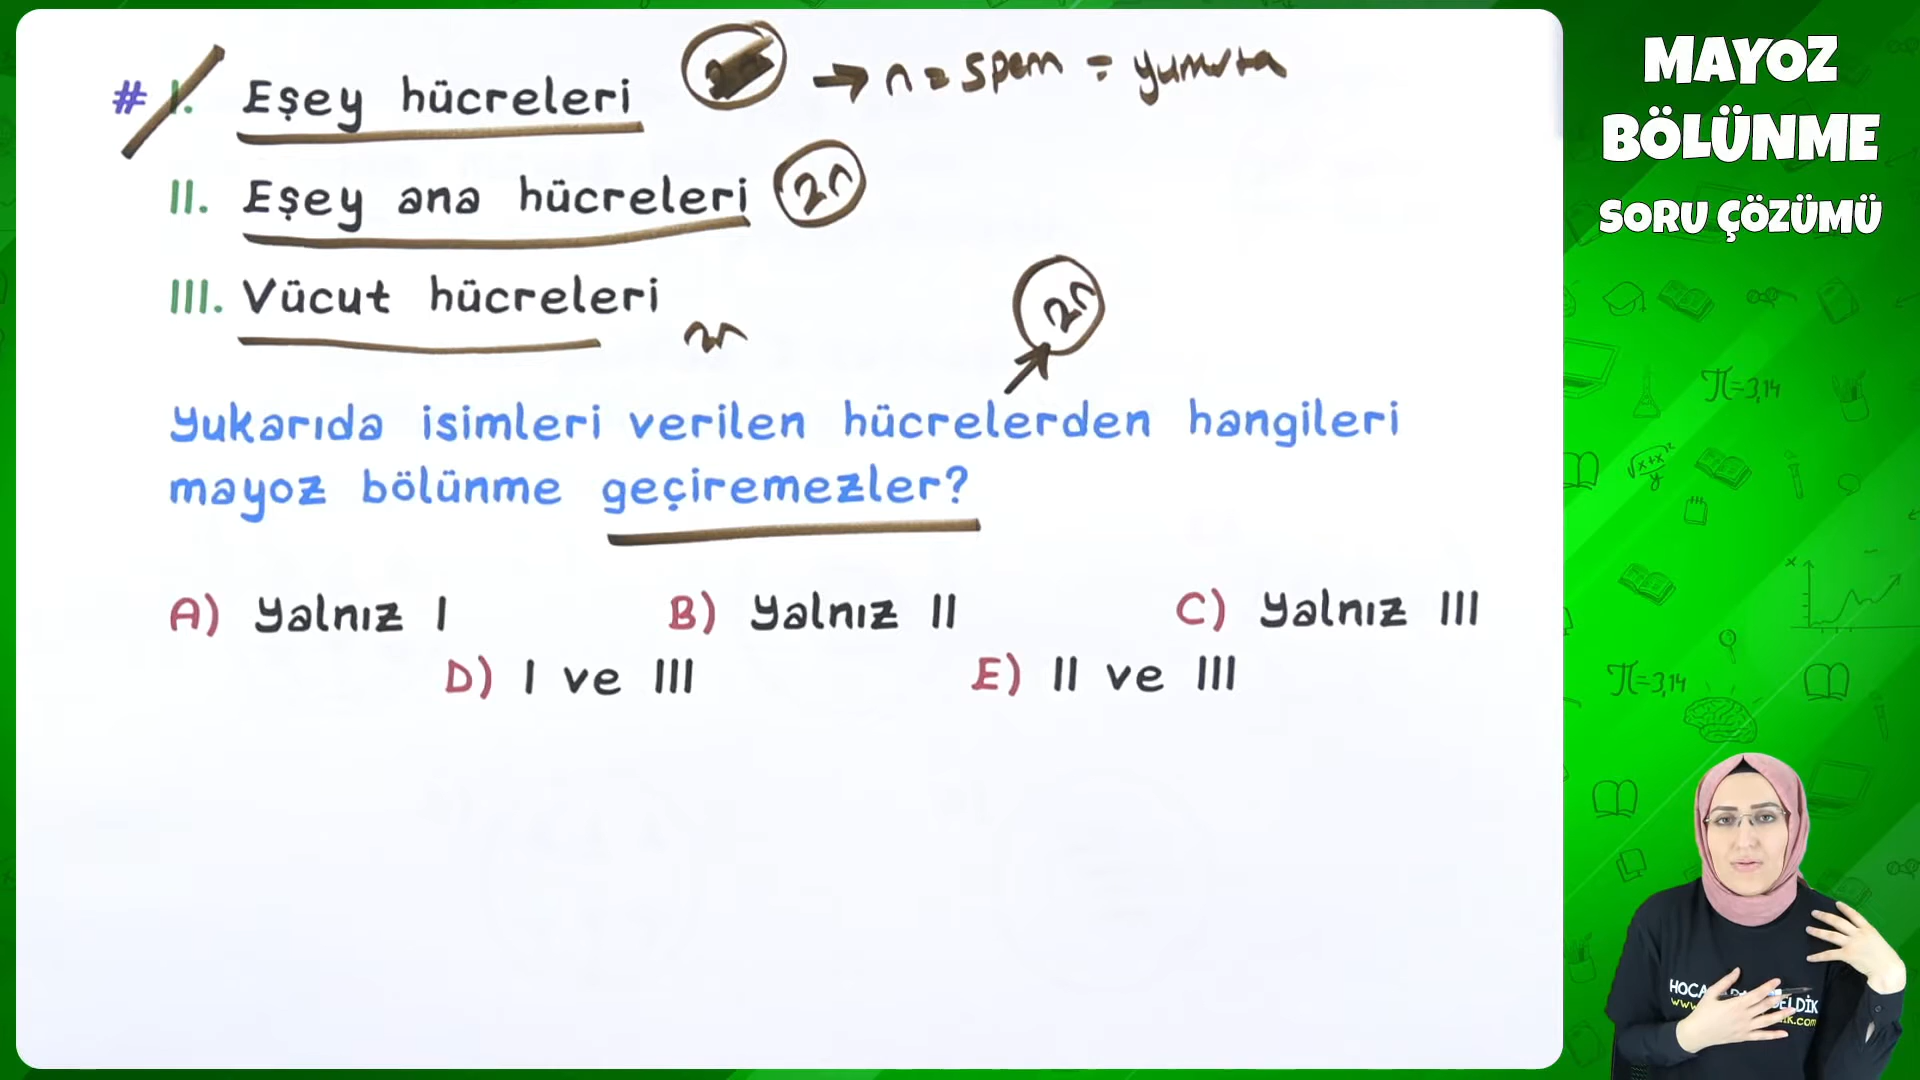 # I. Eşey hücreleri → n = sperm = yumurta
II. Eşey ana hücreleri 2n
III. Vücut hücreleri 2n
2n
Yukarıda isimleri verilen hücrelerden hangileri
mayoz bölünme geçiremezler?
A) Yalnız I B) Yalnız II C) Yalnız III
D) I ve III E) II ve III
MAYOZ
BÖLÜNME
SORU ÇÖZÜMÜ
π=3,14
π=3,14